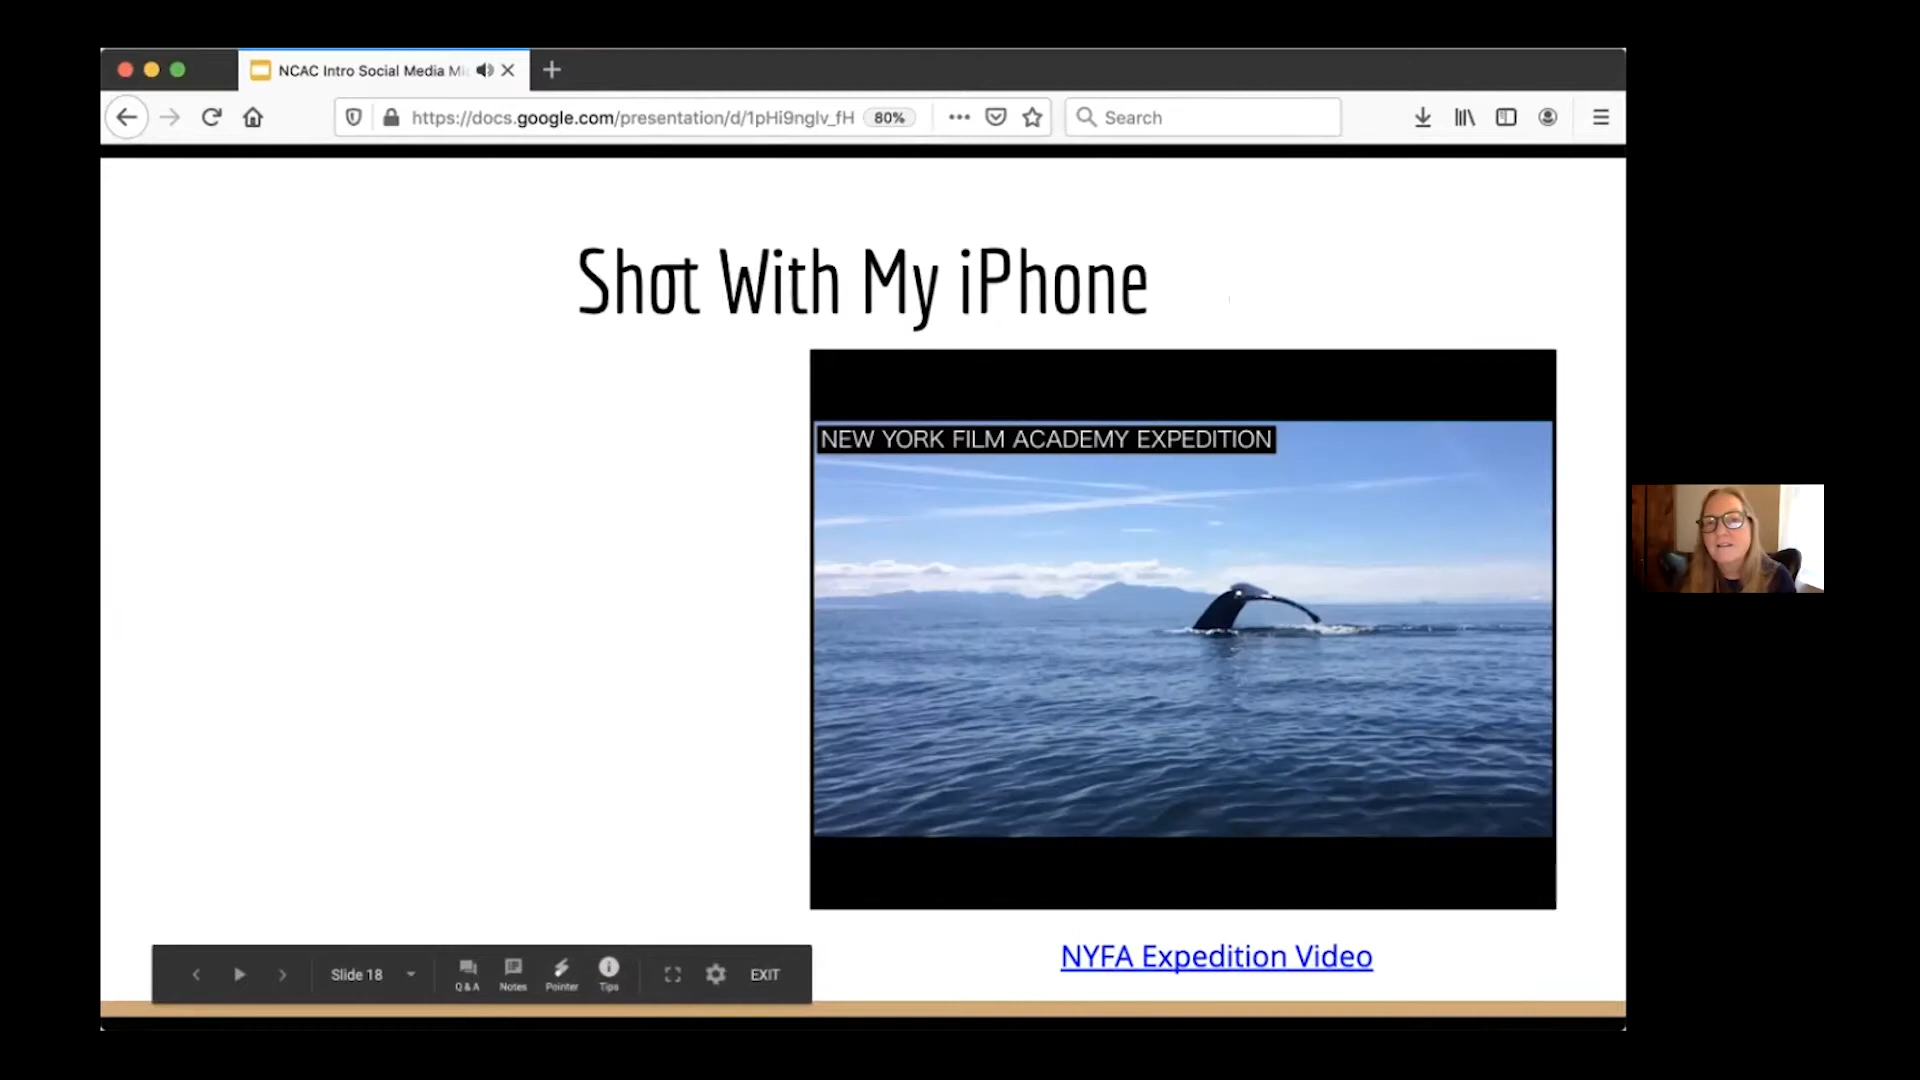 NCAC Intro Social Media Mi
https://docs.google.com/presentation/d/1pHi9nglv_fH
80%
Search
Shot With My iPhone
NEW YORK FILM ACADEMY EXPEDITION
NYFA Expedition Video
Slide 18
Q & A
Notes
Pointer
Tips
EXIT